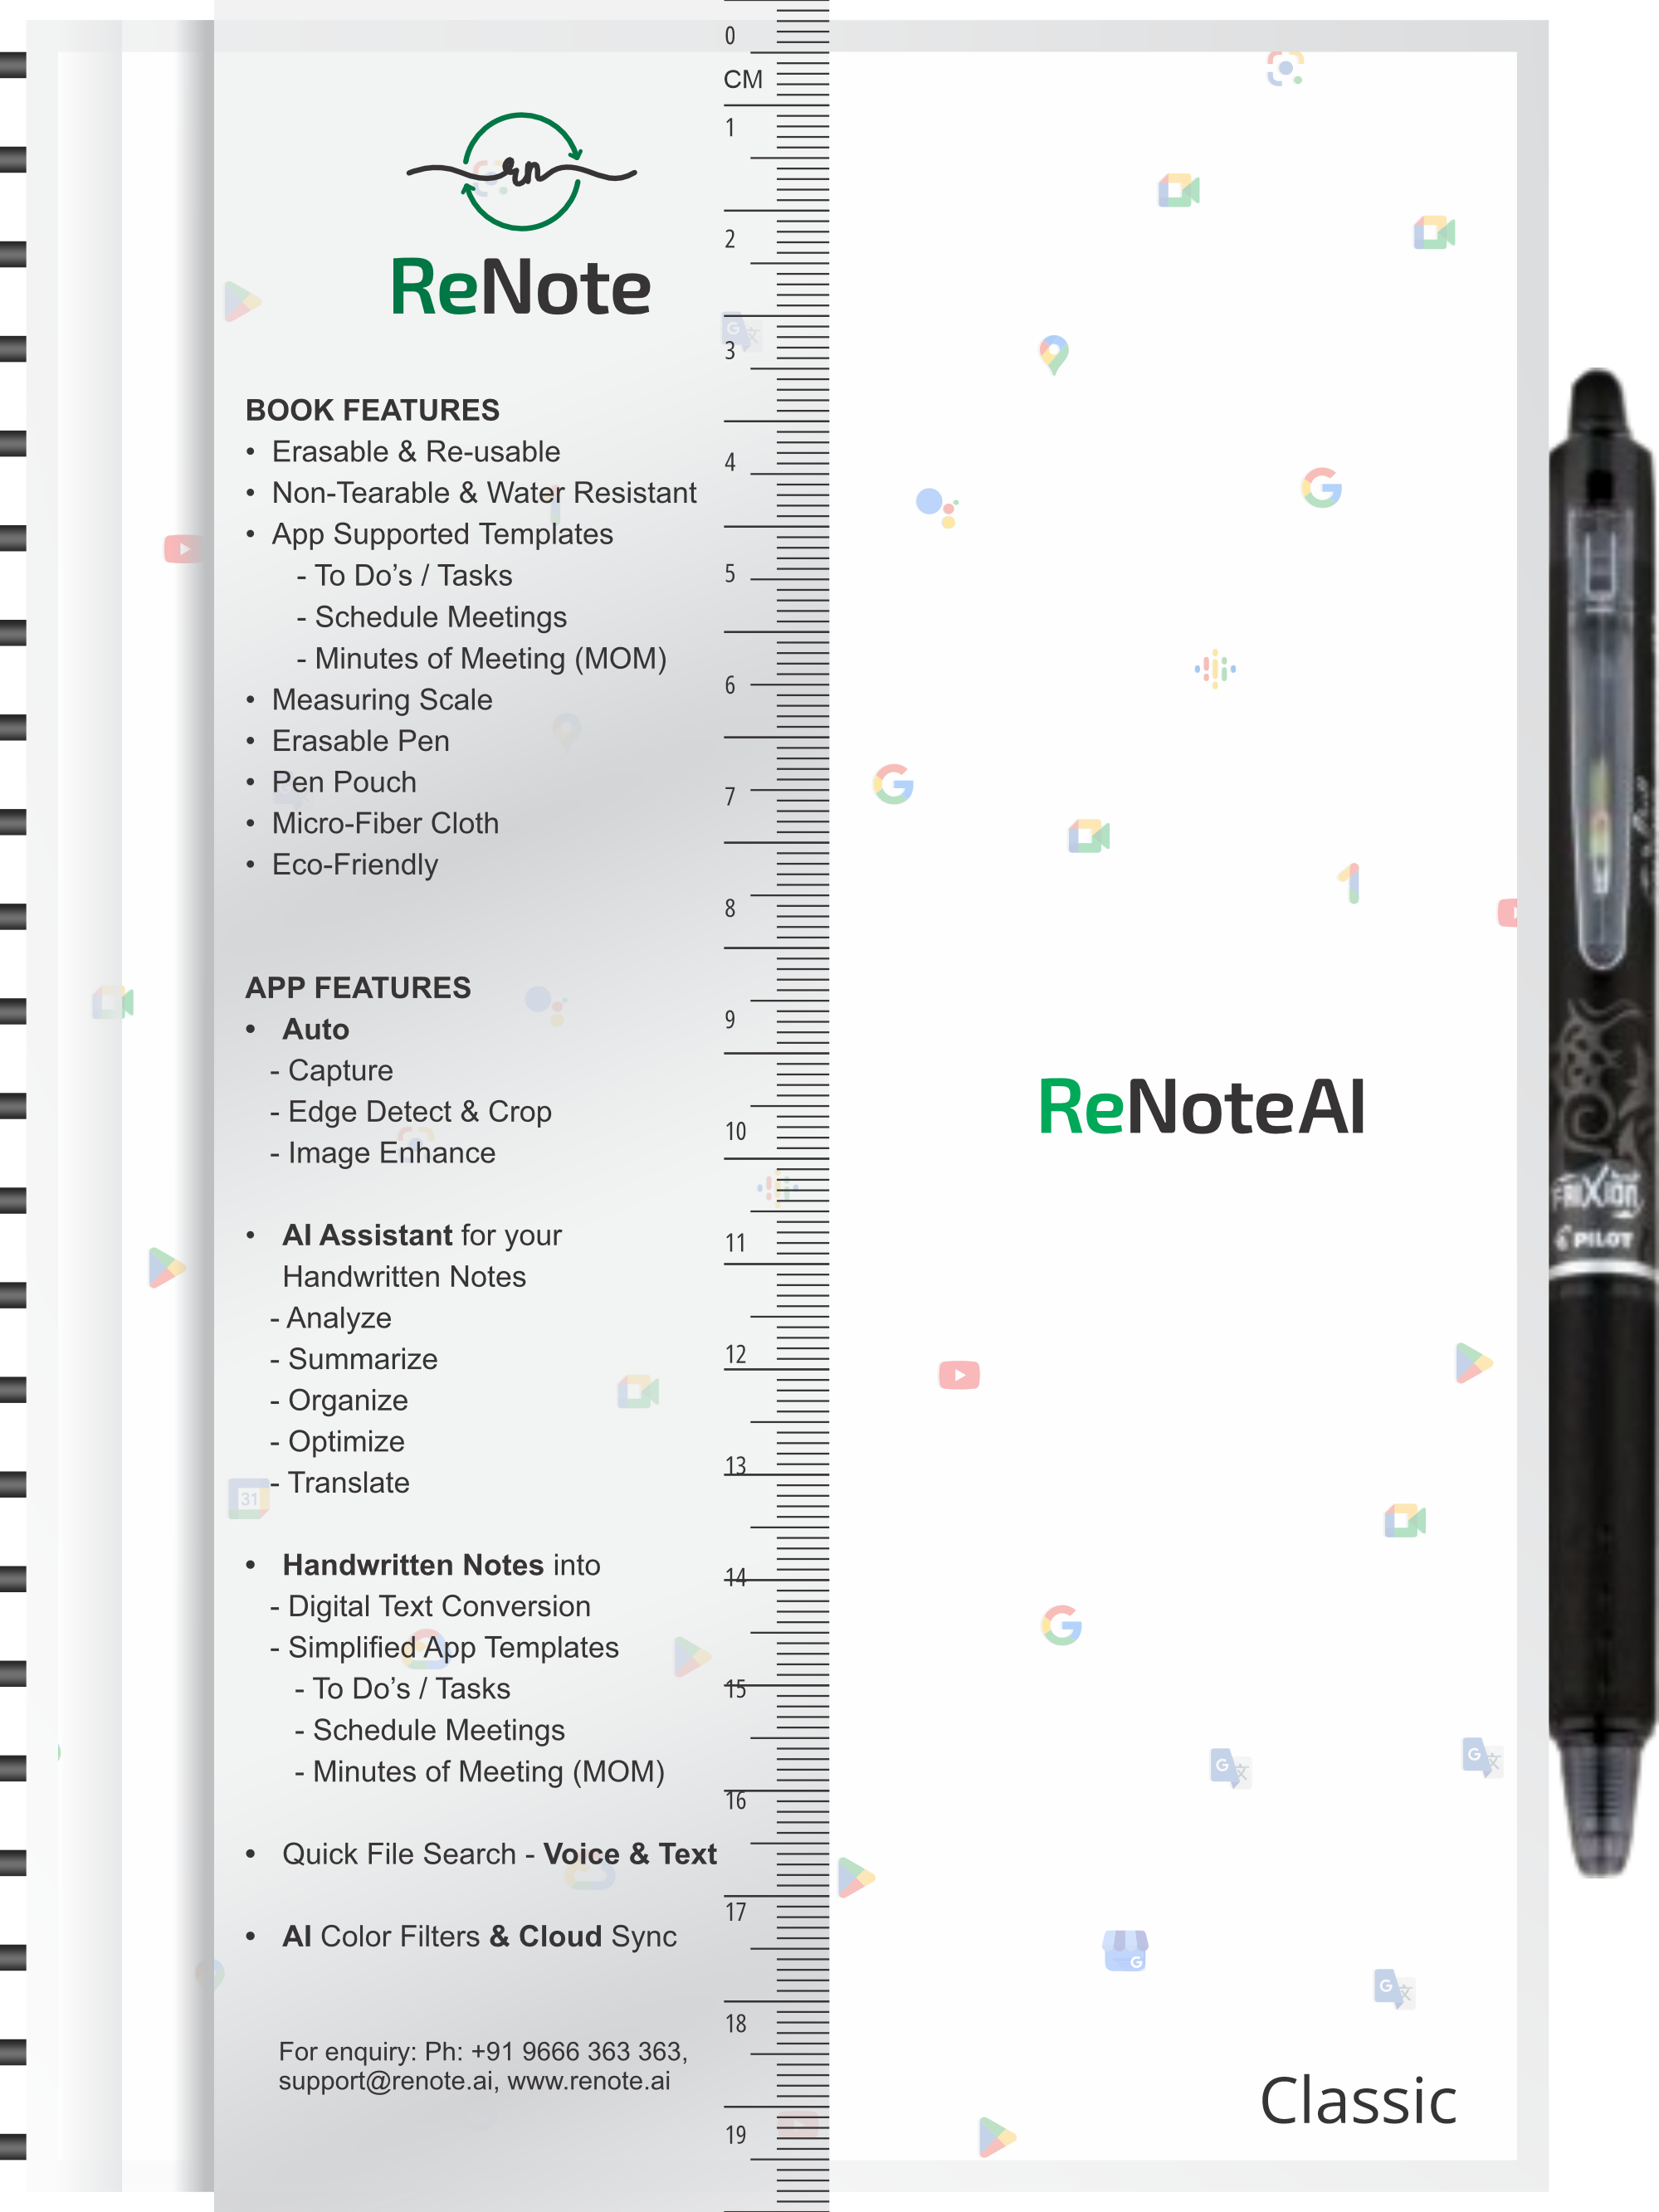 rn
ReNote
BOOK FEATURES
• Erasable & Re-usable
• Non-Tearable & Water Resistant
• App Supported Templates
- To Do’s / Tasks
- Schedule Meetings
- Minutes of Meeting (MOM)
• Measuring Scale
• Erasable Pen
• Pen Pouch
• Micro-Fiber Cloth
• Eco-Friendly
APP FEATURES
• Auto
- Capture
- Edge Detect & Crop
- Image Enhance
• AI Assistant for your
Handwritten Notes
- Analyze
- Summarize
- Organize
- Optimize
- Translate
• Handwritten Notes into
- Digital Text Conversion
- Simplified App Templates
- To Do’s / Tasks
- Schedule Meetings
- Minutes of Meeting (MOM)
• Quick File Search - Voice & Text
• AI Color Filters & Cloud Sync
For enquiry: Ph: +91 9666 363 363,
support@renote.ai, www.renote.ai
0
CM
1
2
3
4
5
6
7
8
9
10
11
12
13
14
15
16
17
18
19
31
ReNoteAI
Classic
FRIXION
PILOT